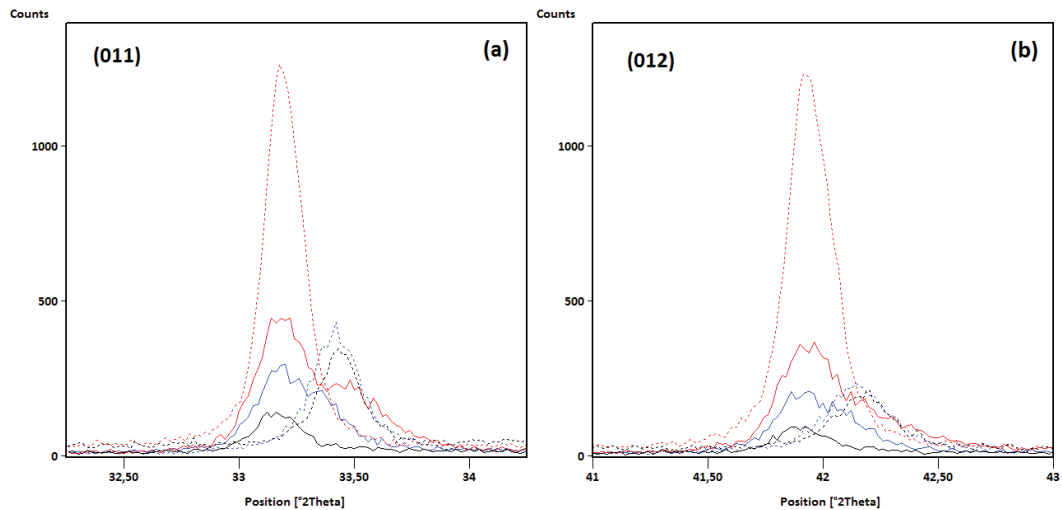 Counts
(011)
(a)
1000
500
0
32,50
33
33,50
34
Position [°2Theta]
Counts
(012)
(b)
1000
500
0
41
41,50
42
42,50
43
Position [°2Theta]